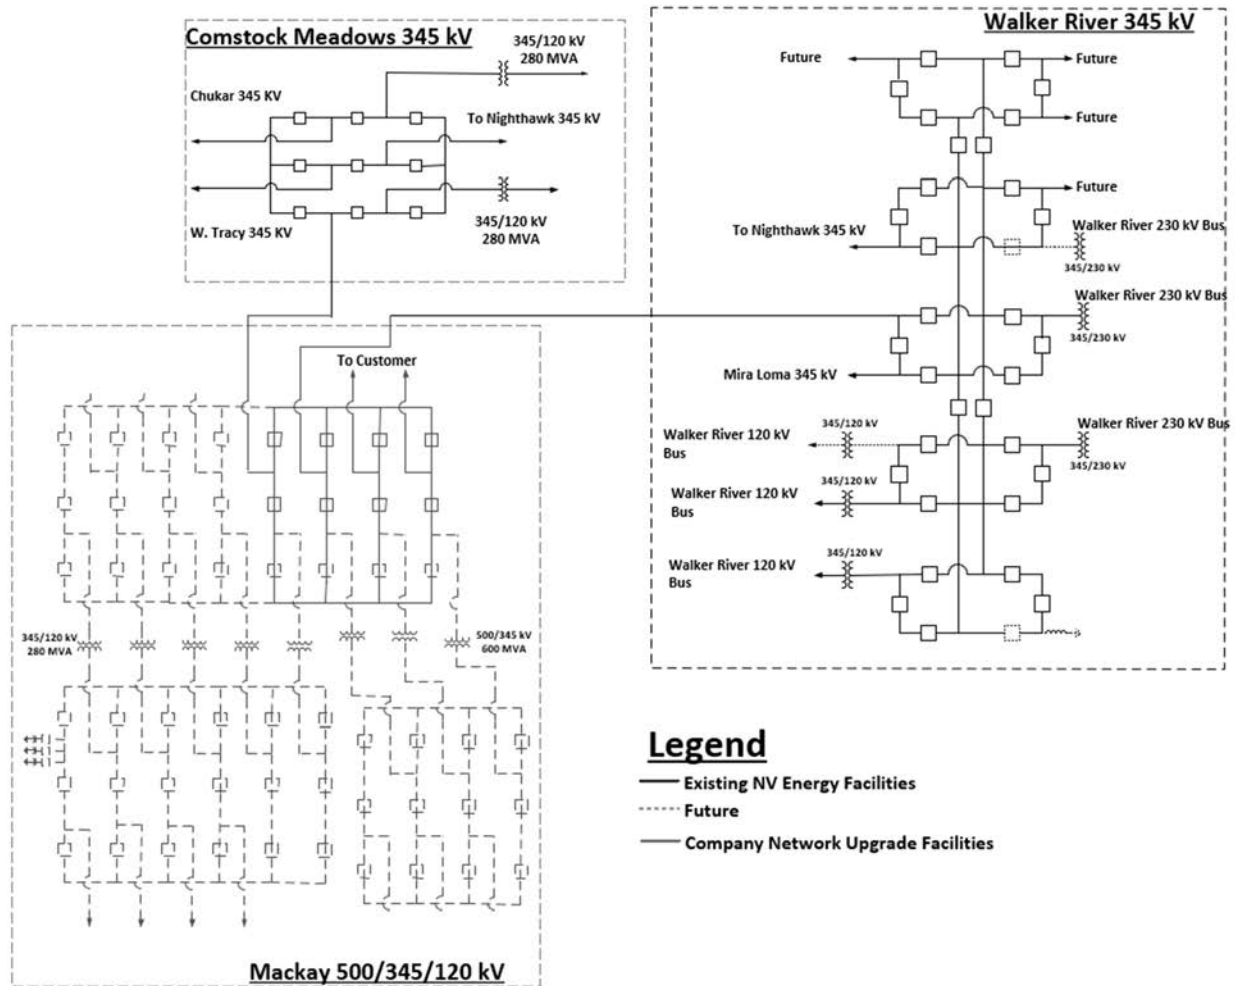 Comstock Meadows 345 kV
345/120 kV
280 MVA
Chukar 345 KV
To Nighthawk 345 kV
W. Tracy 345 KV
345/120 kV
280 MVA
Walker River 345 kV
Future
Future
Future
Future
To Nighthawk 345 kV
Walker River 230 kV Bus
345/230 kV
Walker River 230 kV Bus
345/230 kV
Mira Loma 345 kV
345/120 kV
Walker River 120 kV
Bus
Walker River 230 kV Bus
345/230 kV
345/120 kV
Walker River 120 kV
Bus
345/120 kV
Walker River 120 kV
Bus
To Customer
345/120 kV
280 MVA
500/345 kV
600 MVA
Mackay 500/345/120 kV
Legend
Existing NV Energy Facilities
Future
Company Network Upgrade Facilities